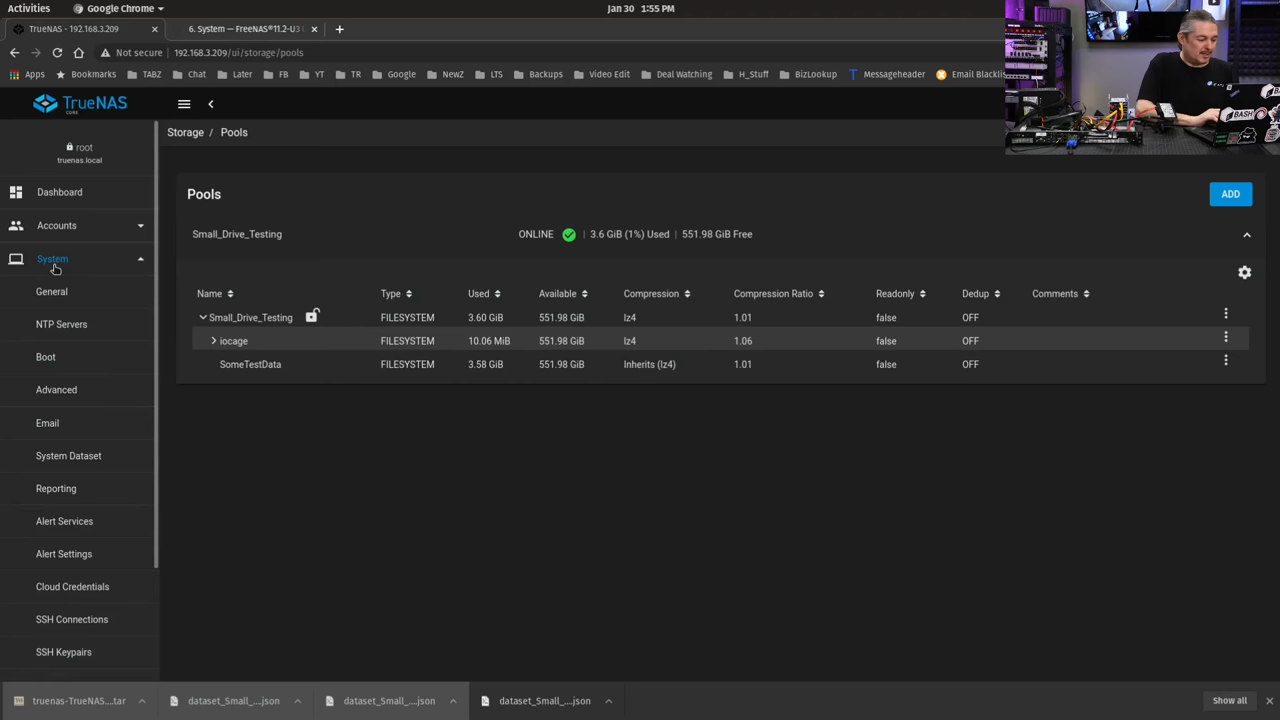 Activities
Google Chrome
Jan 30 1:55 PM
TrueNAS - 192.168.3.209
6. System — FreeNAS®11.2-U3
Not secure 192.168.3.209/ui/storage/pools
Apps Bookmarks TABZ Chat Later FB YT TR Google NewZ LTS Backups Video Edit Deal Watching H_Stuff BizLookup Messageheader Email Blacklis
TrueNAS
CORE
root
truenas.local
Dashboard
Accounts
System
General
NTP Servers
Boot
Advanced
Email
System Dataset
Reporting
Alert Services
Alert Settings
Cloud Credentials
SSH Connections
SSH Keypairs
Storage / Pools
Pools
ADD
Small_Drive_Testing ONLINE | 3.6 GiB (1%) Used | 551.98 GiB Free
Name Type Used Available Compression Compression Ratio Readonly Dedup Comments
Small_Drive_Testing FILESYSTEM 3.60 GiB 551.98 GiB lz4 1.01 false OFF
iocage FILESYSTEM 10.06 MiB 551.98 GiB lz4 1.06 false OFF
SomeTestData FILESYSTEM 3.58 GiB 551.98 GiB Inherits (lz4) 1.01 false OFF
BASH
BASH
truenas-TrueNAS....tar
dataset_Small_....json
dataset_Small_....json
dataset_Small_....json
Show all